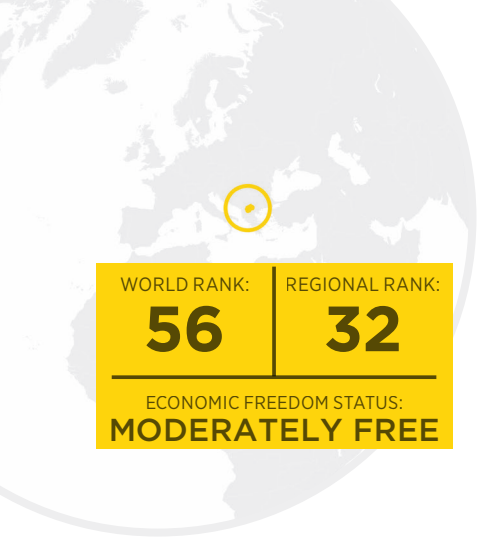 WORLD RANK:
56
REGIONAL RANK:
32
ECONOMIC FREEDOM STATUS:
MODERATELY FREE